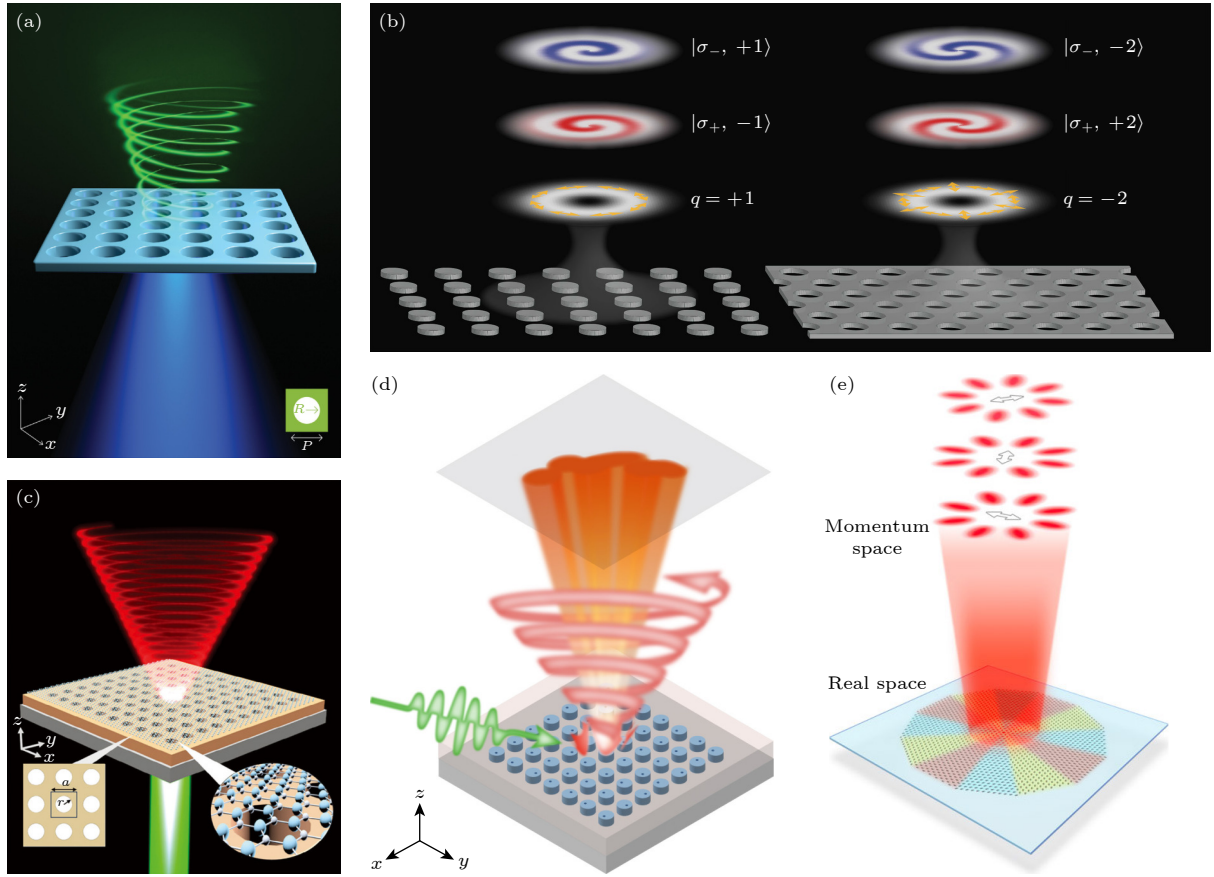 (a)
z
y
x
R
P
(b)
|σ₋, +1⟩
|σ₋, −2⟩
|σ₊, −1⟩
|σ₊, +2⟩
q = +1
q = −2
(c)
z
y
x
a
r
(d)
z
x
y
(e)
Momentum
space
Real space